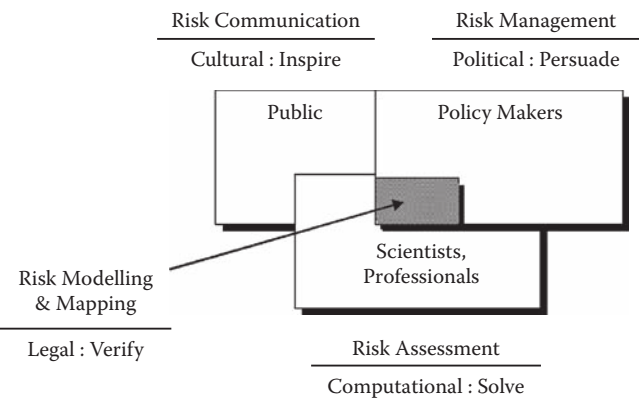 Risk Communication
Cultural : Inspire
Risk Management
Political : Persuade
Public
Policy Makers
Scientists,
Professionals
Risk Modelling
& Mapping
Legal : Verify
Risk Assessment
Computational : Solve